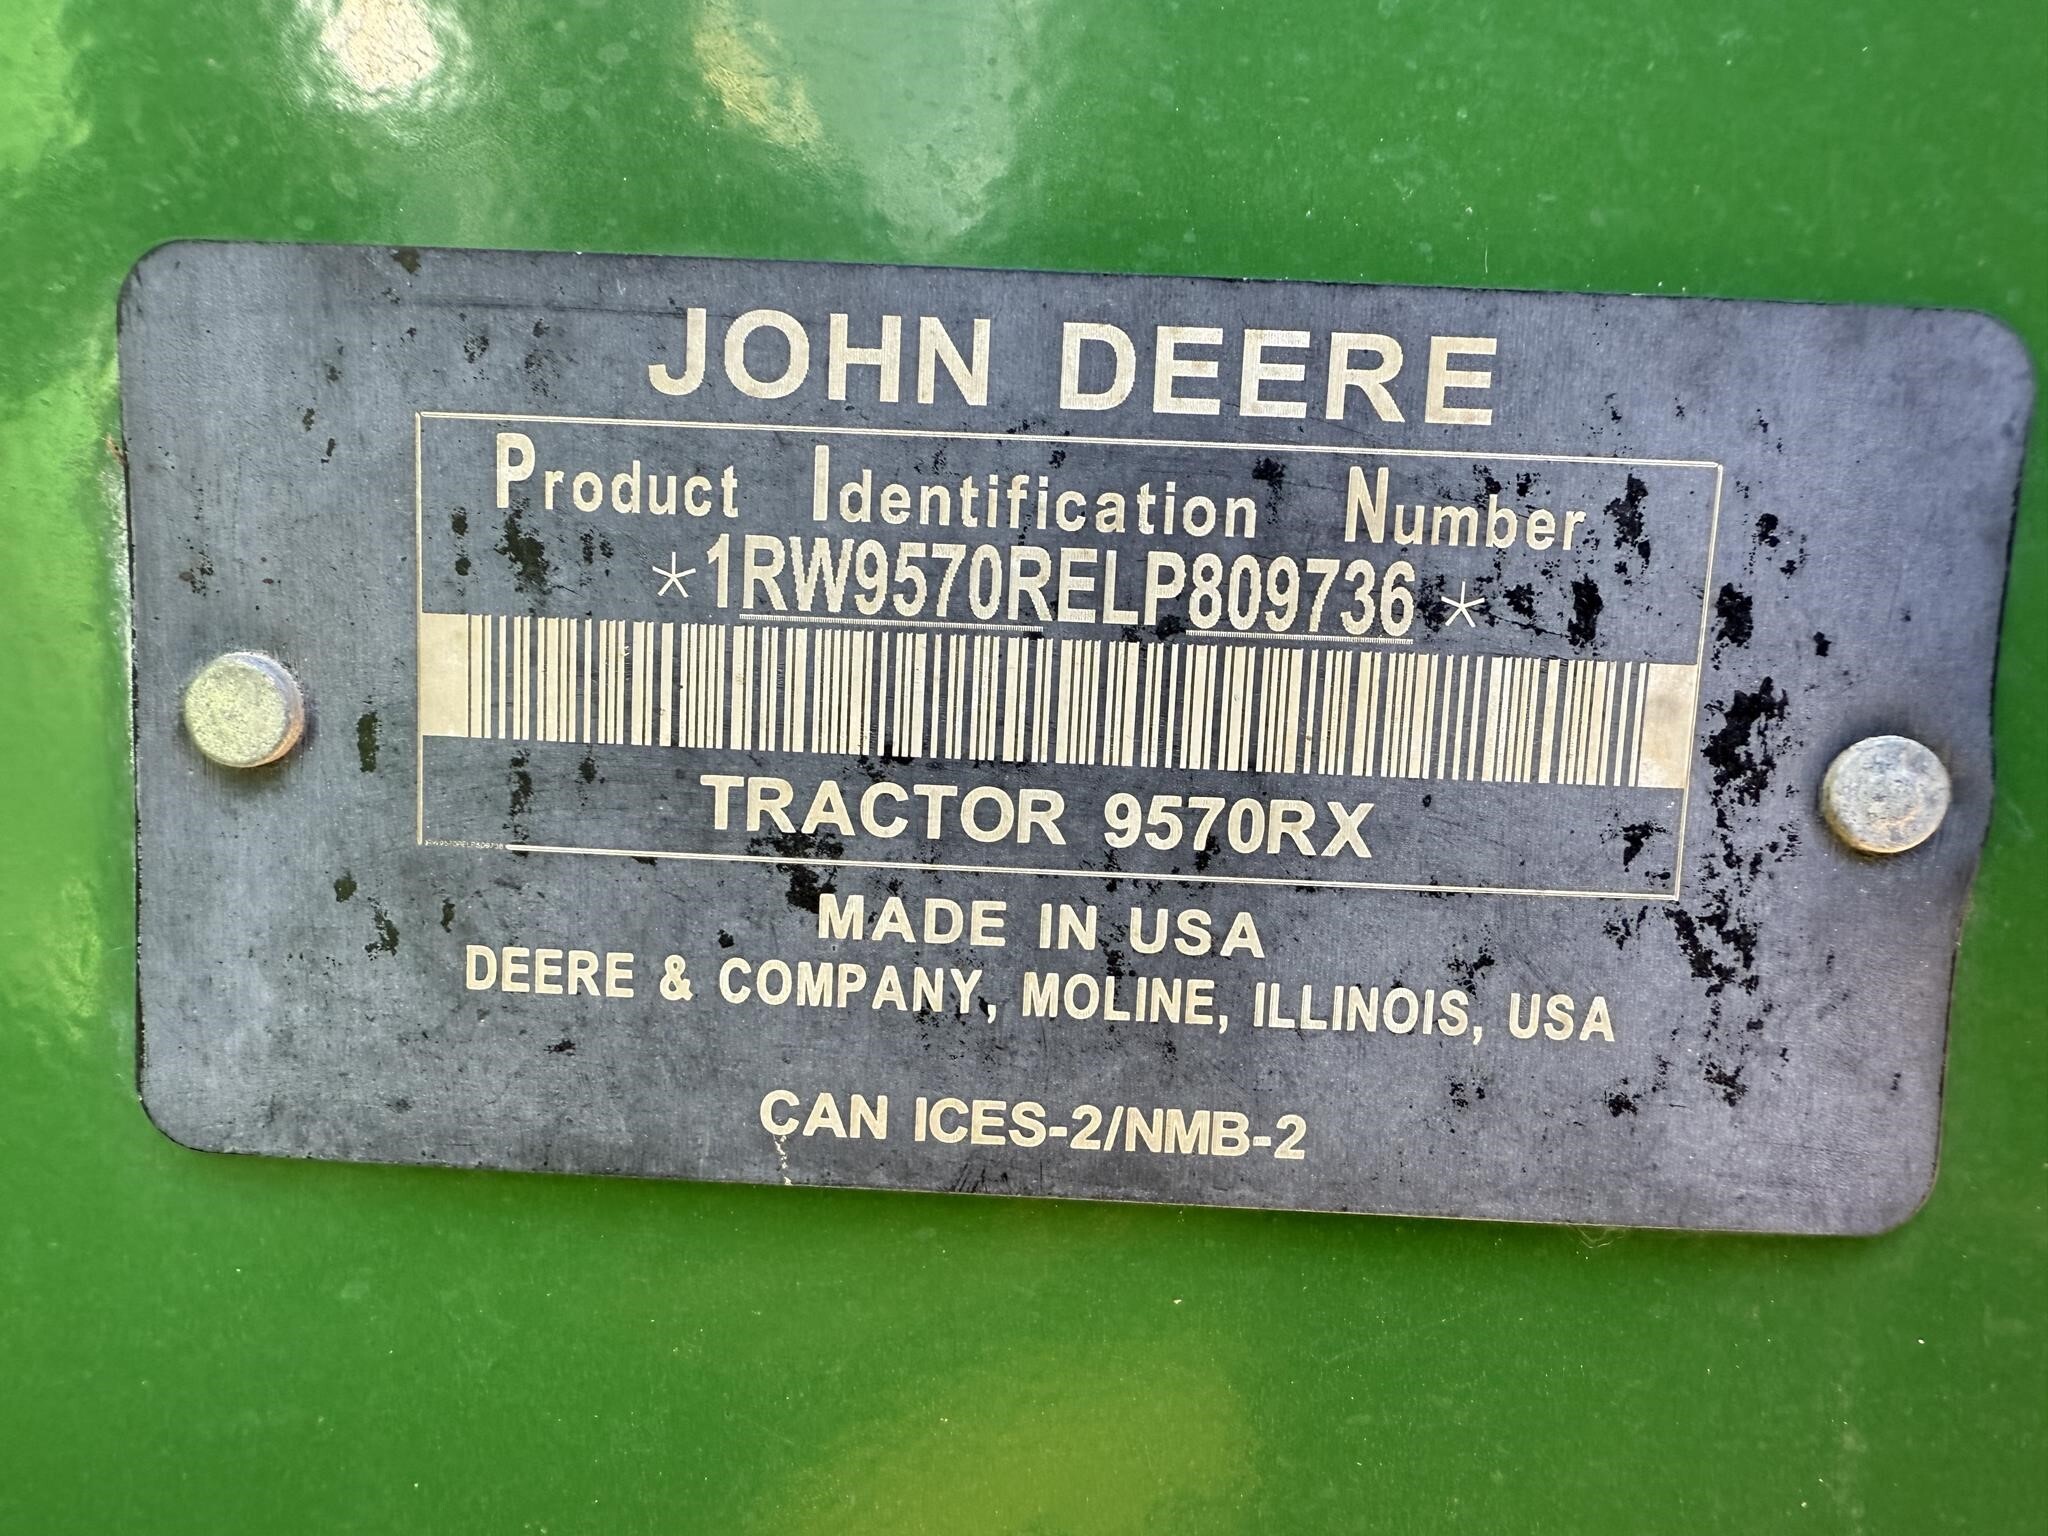 JOHN DEERE
Product Identification Number
*1RW9570RELP809736*
TRACTOR 9570RX
1RW9570RELP809736
MADE IN USA
DEERE & COMPANY, MOLINE, ILLINOIS, USA
CAN ICES-2/NMB-2